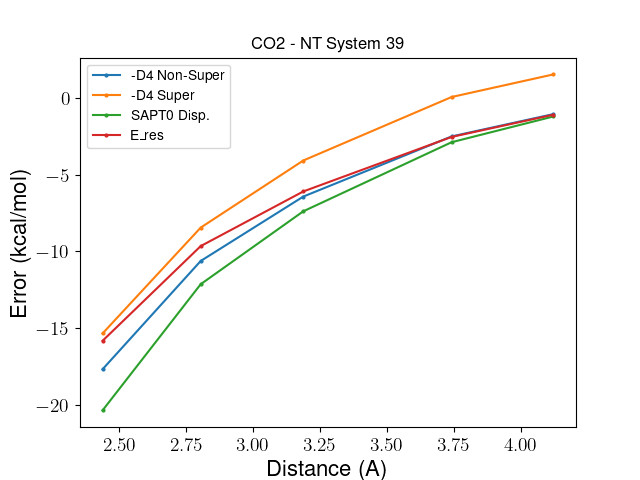 CO2 - NT System 39
-D4 Non-Super
-D4 Super
SAPT0 Disp.
E_res
Error (kcal/mol)
0
−5
−10
−15
−20
2.50 2.75 3.00 3.25 3.50 3.75 4.00
Distance (A)